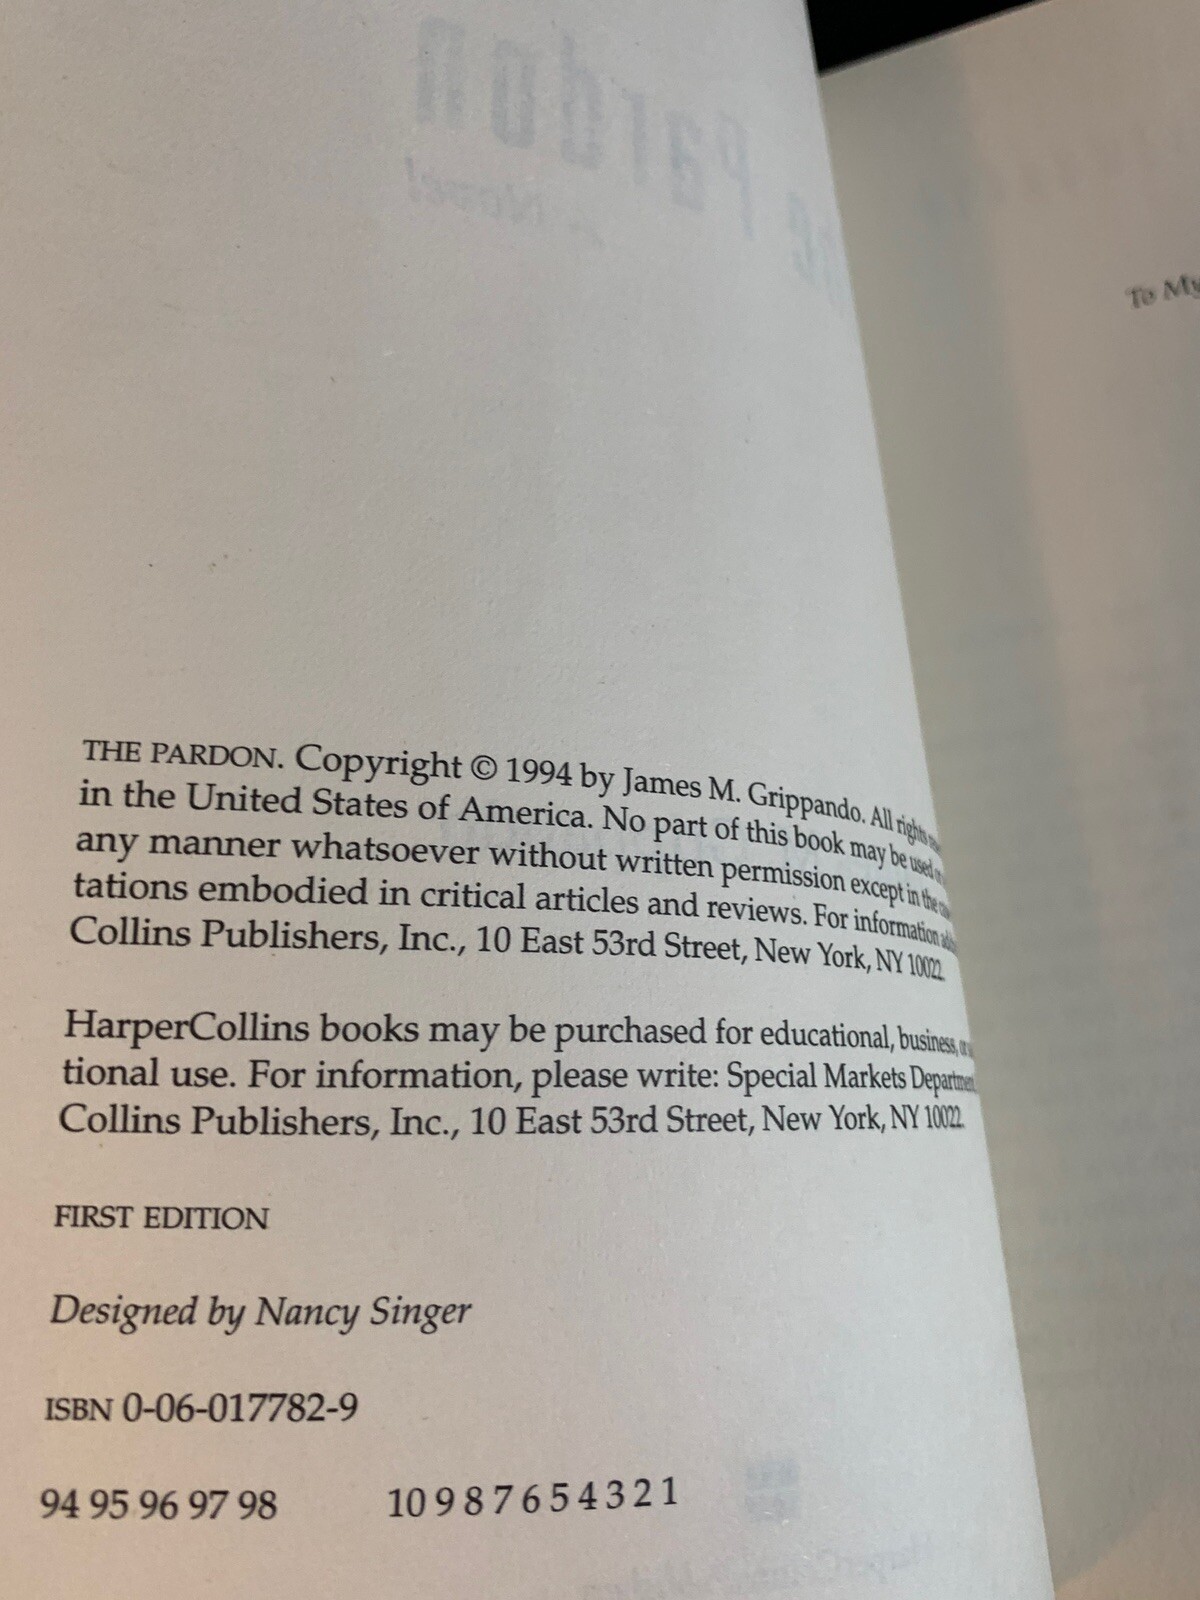 To My
THE PARDON. Copyright © 1994 by James M. Grippando. All rights
in the United States of America. No part of this book may be used or
any manner whatsoever without written permission except in the
tations embodied in critical articles and reviews. For information
Collins Publishers, Inc., 10 East 53rd Street, New York, NY 10022.
HarperCollins books may be purchased for educational, business, or
tional use. For information, please write: Special Markets Department,
Collins Publishers, Inc., 10 East 53rd Street, New York, NY 10022.
FIRST EDITION
Designed by Nancy Singer
ISBN 0-06-017782-9
94 95 96 97 98 10 9 8 7 6 5 4 3 2 1